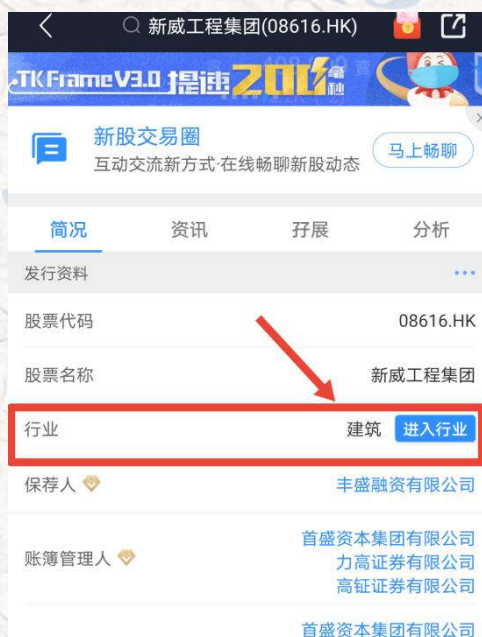 新威工程集团(08616.HK)
TKFrameV3.0 提速200毫秒
新股交易圈
互动交流新方式·在线畅聊新股动态
马上畅聊
简况 资讯 孖展 分析
发行资料
股票代码 08616.HK
股票名称 新威工程集团
行业 建筑 进入行业
保荐人 丰盛融资有限公司
首盛资本集团有限公司
账簿管理人 力高证券有限公司
高钲证券有限公司
首盛资本集团有限公司